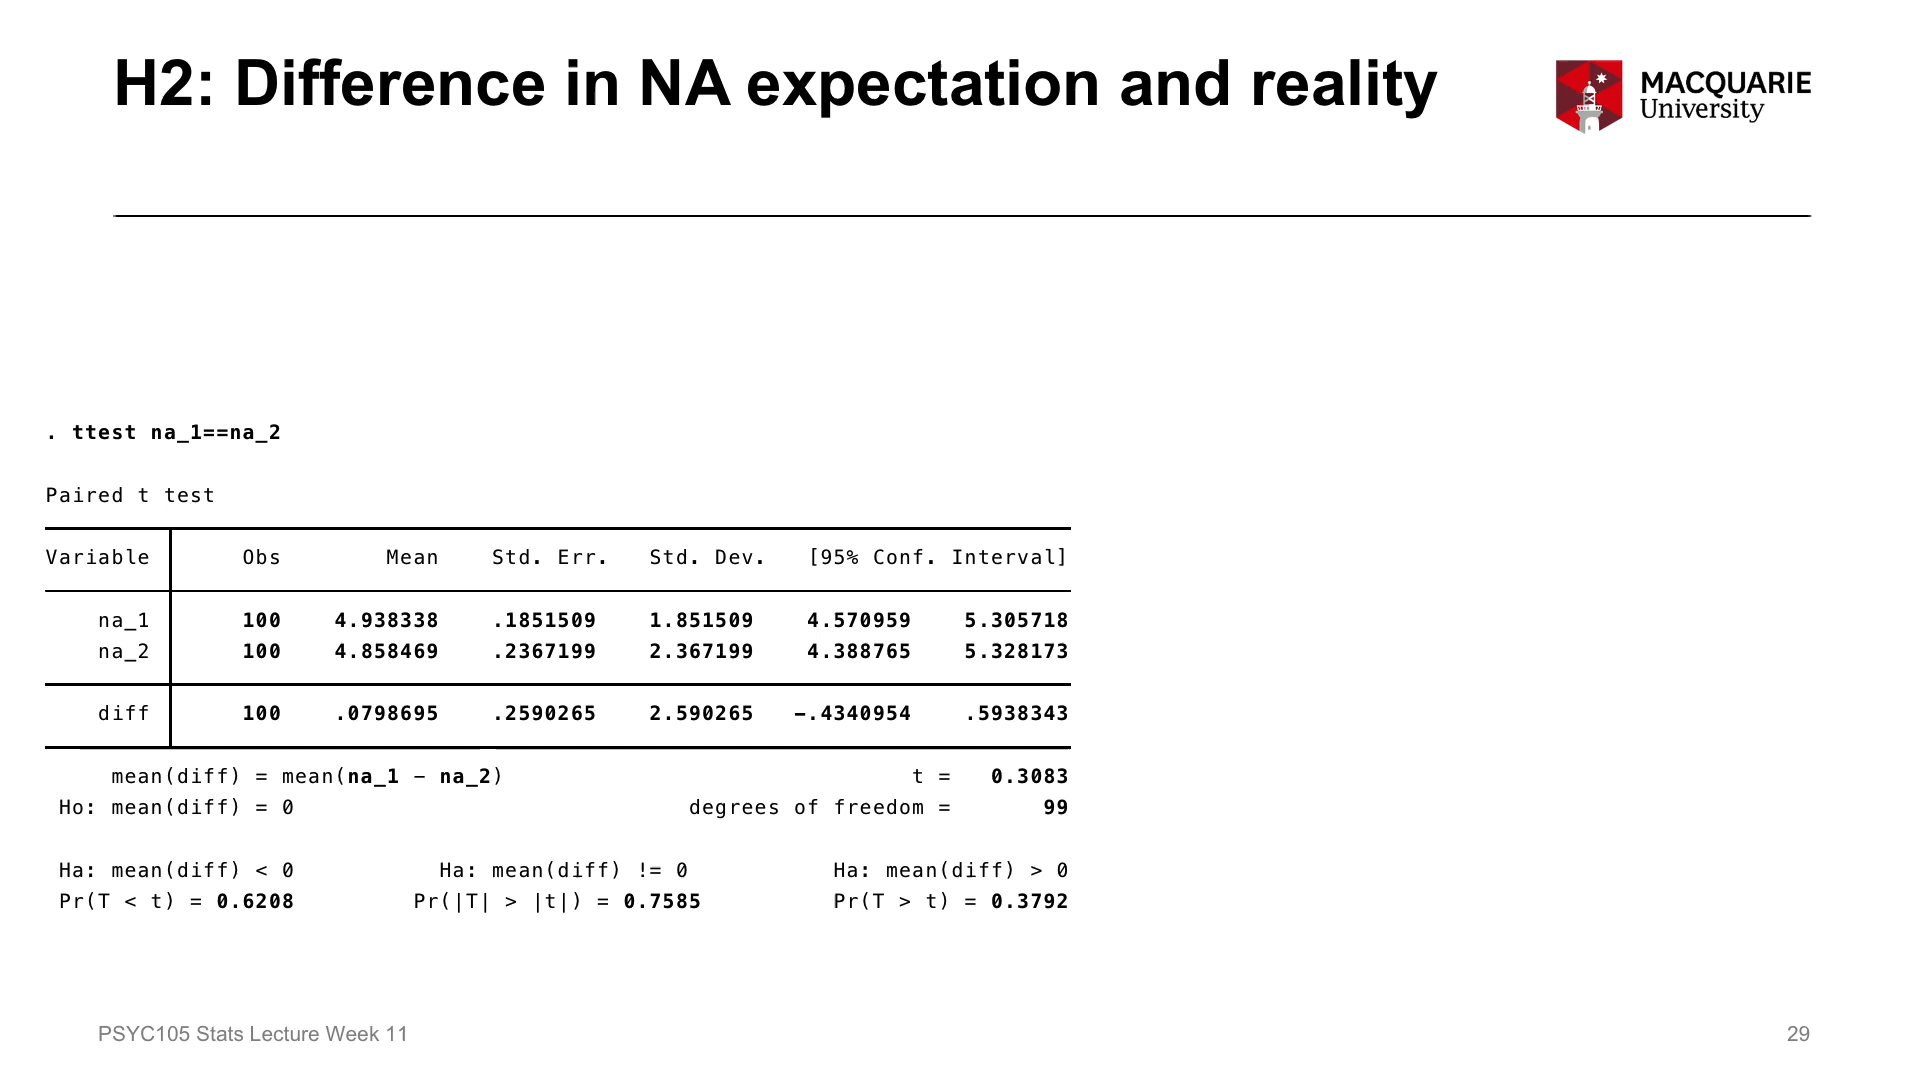 H2: Difference in NA expectation and reality
MACQUARIE
University
. ttest na_1==na_2
Paired t test
Variable Obs Mean Std. Err. Std. Dev. [95% Conf. Interval]
na_1 100 4.938338 .1851509 1.851509 4.570959 5.305718
na_2 100 4.858469 .2367199 2.367199 4.388765 5.328173
diff 100 .0798695 .2590265 2.590265 −.4340954 .5938343
mean(diff) = mean(na_1 − na_2) t = 0.3083
Ho: mean(diff) = 0 degrees of freedom = 99
Ha: mean(diff) < 0 Ha: mean(diff) != 0 Ha: mean(diff) > 0
Pr(T < t) = 0.6208 Pr(|T| > |t|) = 0.7585 Pr(T > t) = 0.3792
PSYC105 Stats Lecture Week 11 29